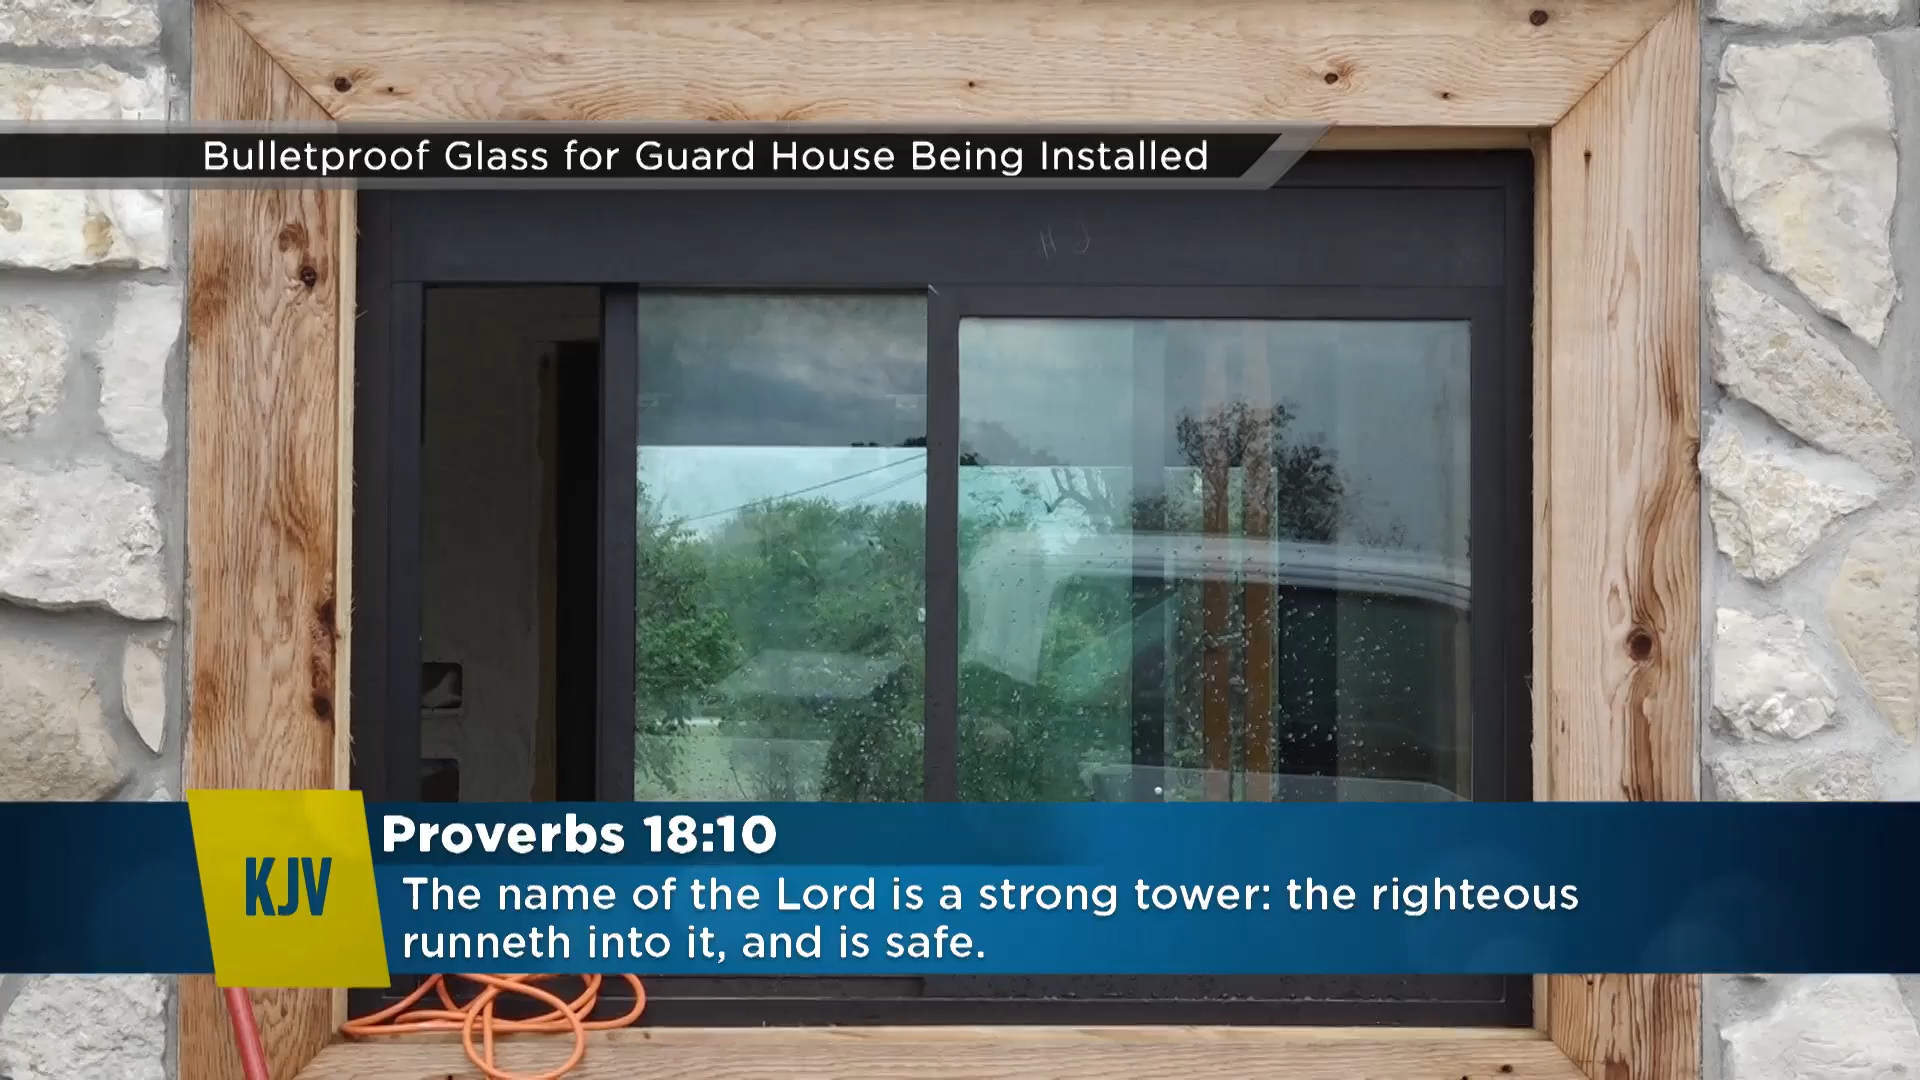 Bulletproof Glass for Guard House Being Installed
Proverbs 18:10
KJV
The name of the Lord is a strong tower: the righteous
runneth into it, and is safe.